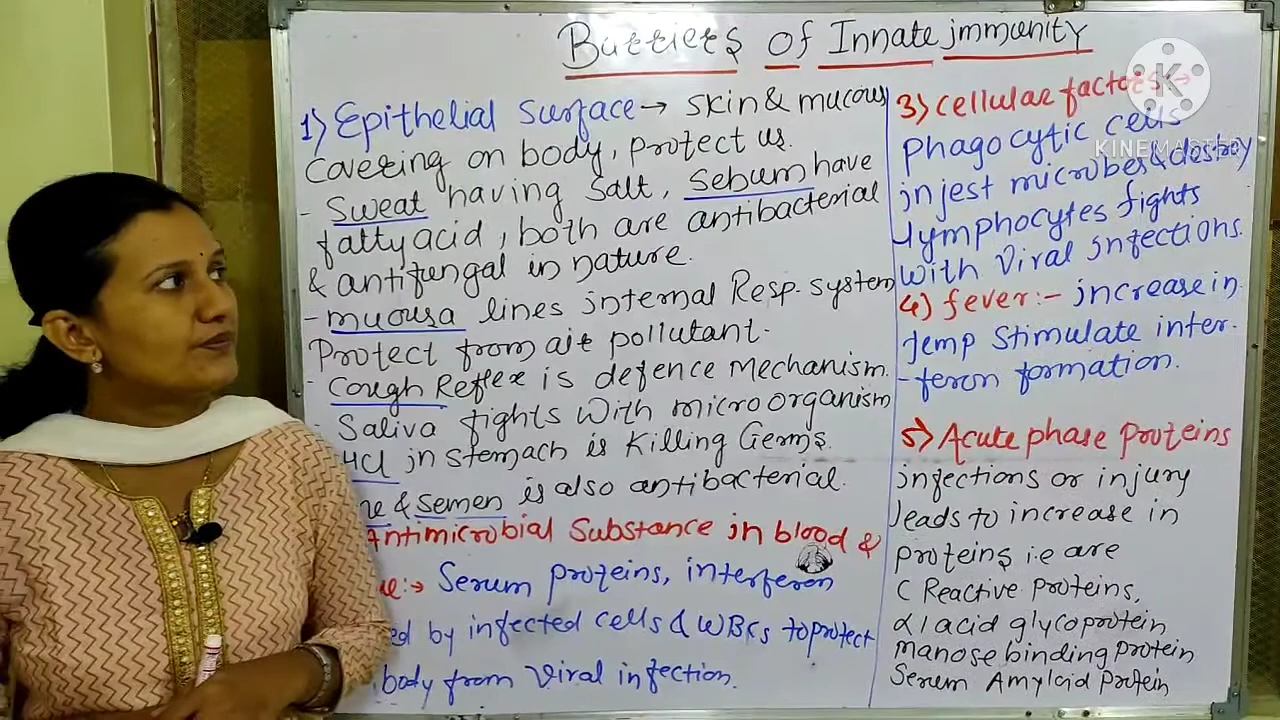 Barriers of Innate immunity
1) Epithelial Surface → Skin & mucous
covering on body, protect us.
- Sweat having Salt, Sebum have
fatty acid, both are antibacterial
& antifungal in nature.
- muousa lines internal Resp. system
Protect from air pollutant.
- Cough Reflex is defence Mechanism.
- Saliva fights with microorganism
HCl in stomach is Killing Germs.
& Semen is also antibacterial.
Antimicrobial Substance in blood &
:→ Serum proteins, interferon
by infected cells & WBCs to protect
body from Viral infection.
3) Cellular factors →
Phagocytic cells
injest microbes & destroy
lymphocytes fights
with Viral infections.
4) fever:- increase in
temp Stimulate inter.
-feron formation.
5) Acute phase Proteins
infections or injury
leads to increase in
proteins i.e are
C Reactive Proteins,
α1 acid glycoprotein
manose binding protein
Serum Amyloid Protein
K
KINEMASTER